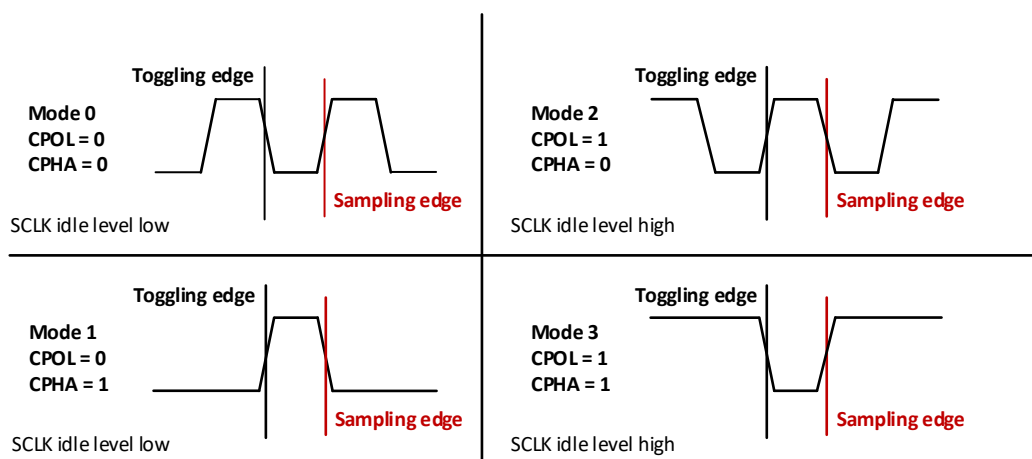 Toggling edge
Mode 0
CPOL = 0
CPHA = 0
Sampling edge
SCLK idle level low
Toggling edge
Mode 2
CPOL = 1
CPHA = 0
Sampling edge
SCLK idle level high
Toggling edge
Mode 1
CPOL = 0
CPHA = 1
Sampling edge
SCLK idle level low
Toggling edge
Mode 3
CPOL = 1
CPHA = 1
Sampling edge
SCLK idle level high